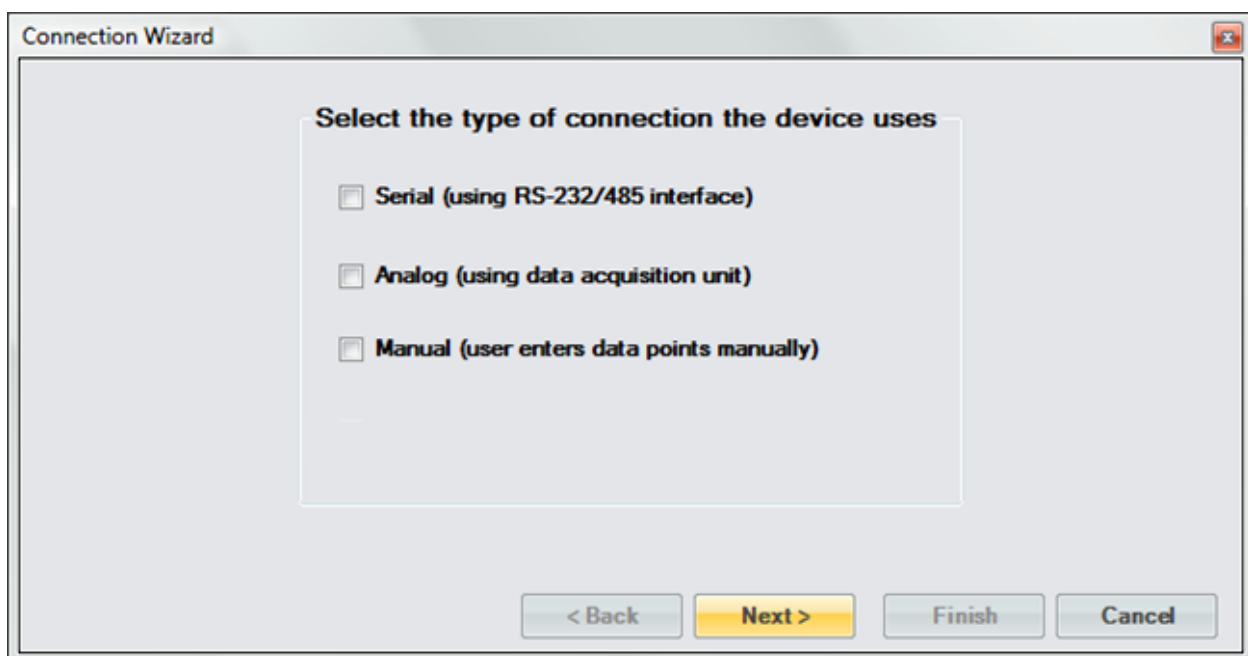 Connection Wizard
Select the type of connection the device uses
Serial (using RS-232/485 interface)
Analog (using data acquisition unit)
Manual (user enters data points manually)
< Back Next > Finish Cancel